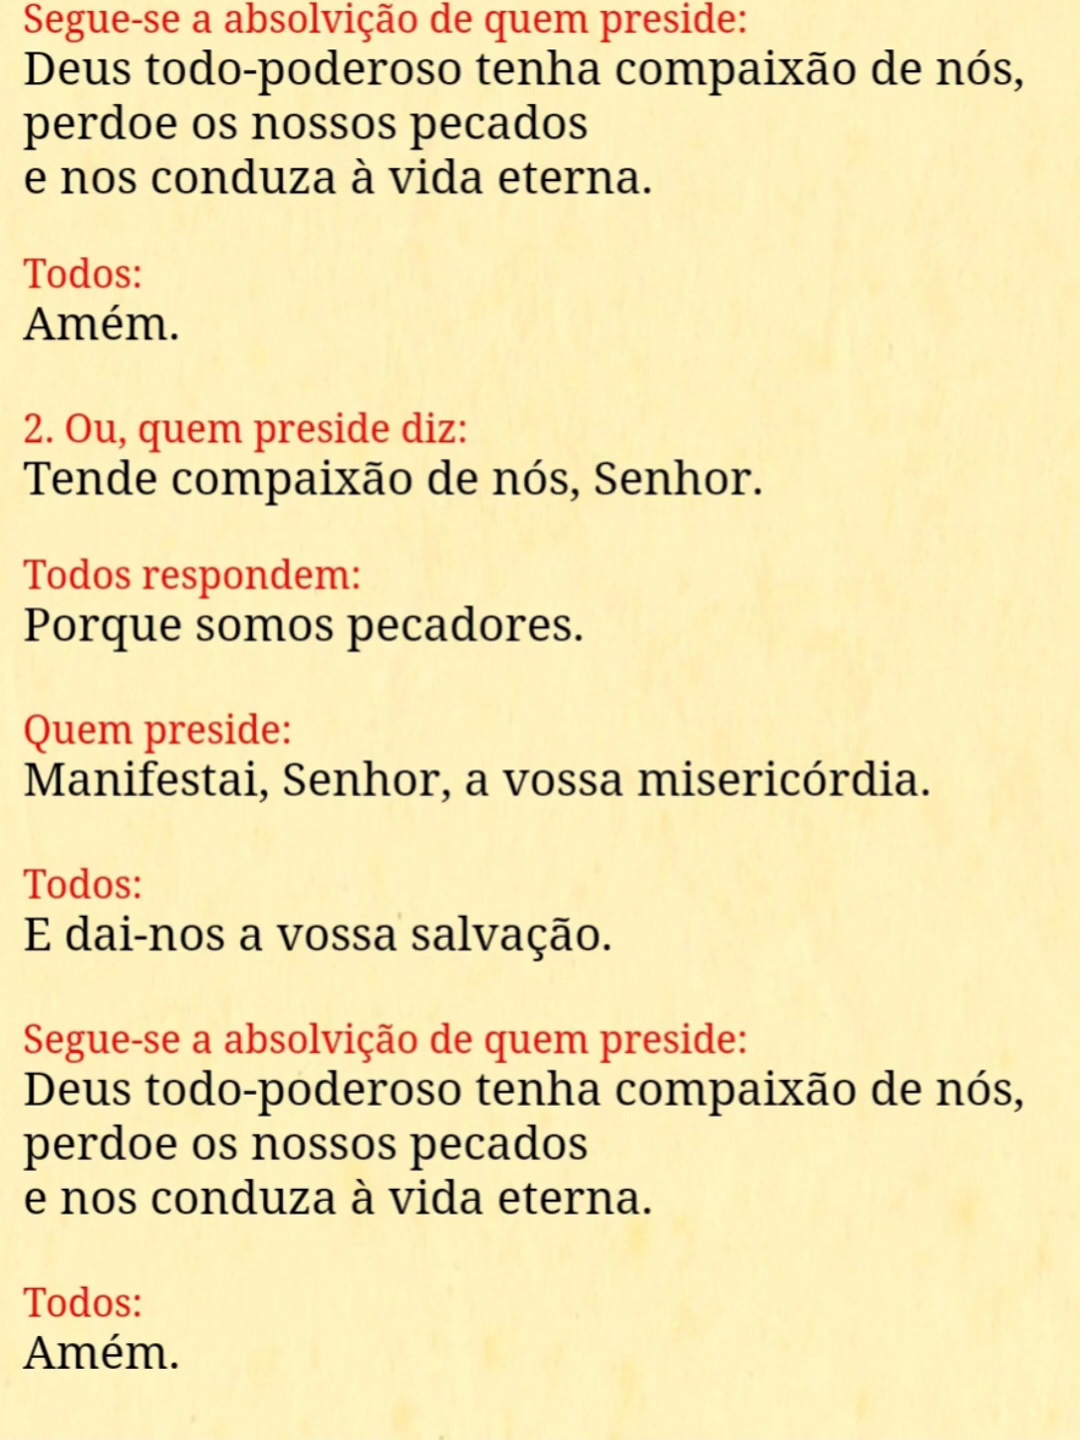 Segue-se a absolvição de quem preside:
Deus todo-poderoso tenha compaixão de nós,
perdoe os nossos pecados
e nos conduza à vida eterna.
Todos:
Amém.
2. Ou, quem preside diz:
Tende compaixão de nós, Senhor.
Todos respondem:
Porque somos pecadores.
Quem preside:
Manifestai, Senhor, a vossa misericórdia.
Todos:
E dai-nos a vossa salvação.
Segue-se a absolvição de quem preside:
Deus todo-poderoso tenha compaixão de nós,
perdoe os nossos pecados
e nos conduza à vida eterna.
Todos:
Amém.